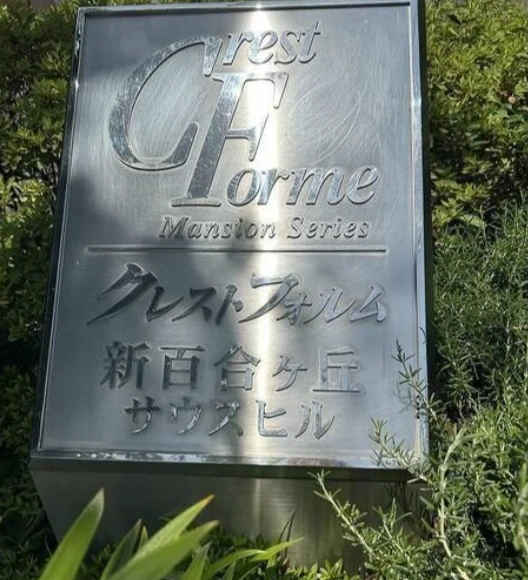 Crest
Forme
Mansion Series
クレストフォルム
新百合ヶ丘
サウスヒル